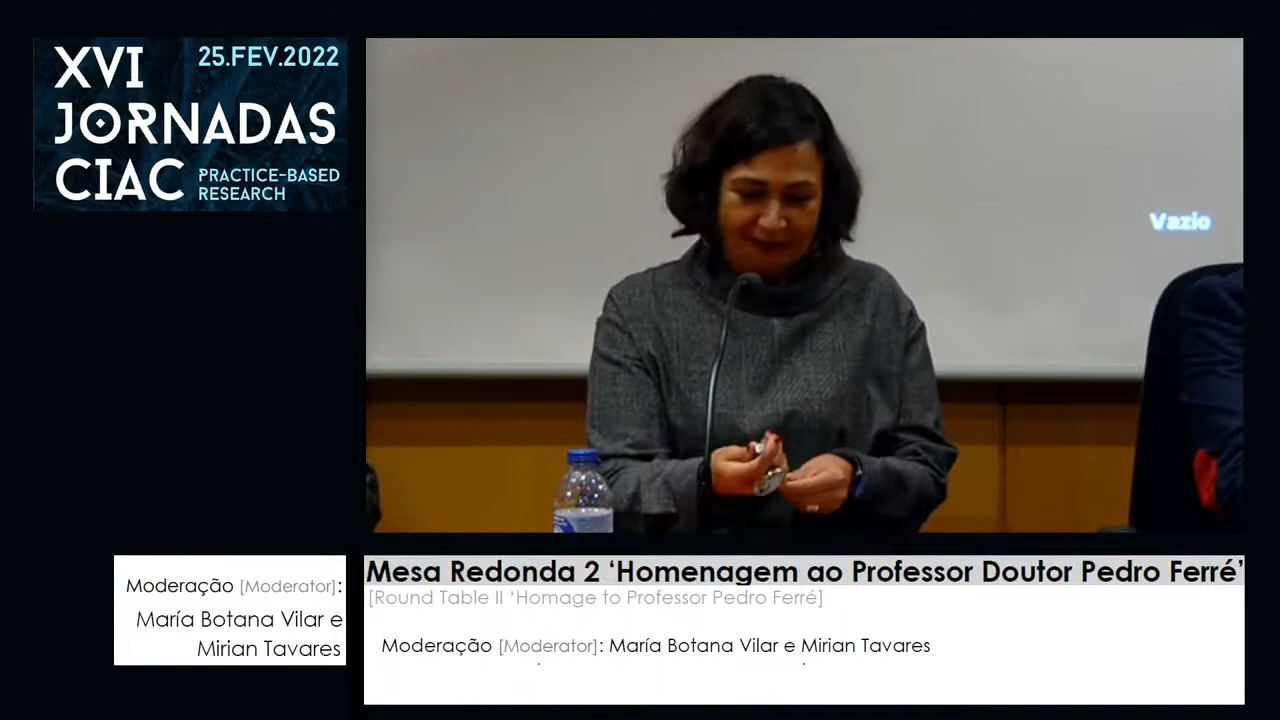 XVI
25.FEV.2022
JORNADAS
CIAC
PRACTICE-BASED
RESEARCH
Vazio
Moderação [Moderator]:
María Botana Vilar e
Mirian Tavares
Mesa Redonda 2 ‘Homenagem ao Professor Doutor Pedro Ferré’
[Round Table II ‘Homage to Professor Pedro Ferré]
Moderação [Moderator]: María Botana Vilar e Mirian Tavares